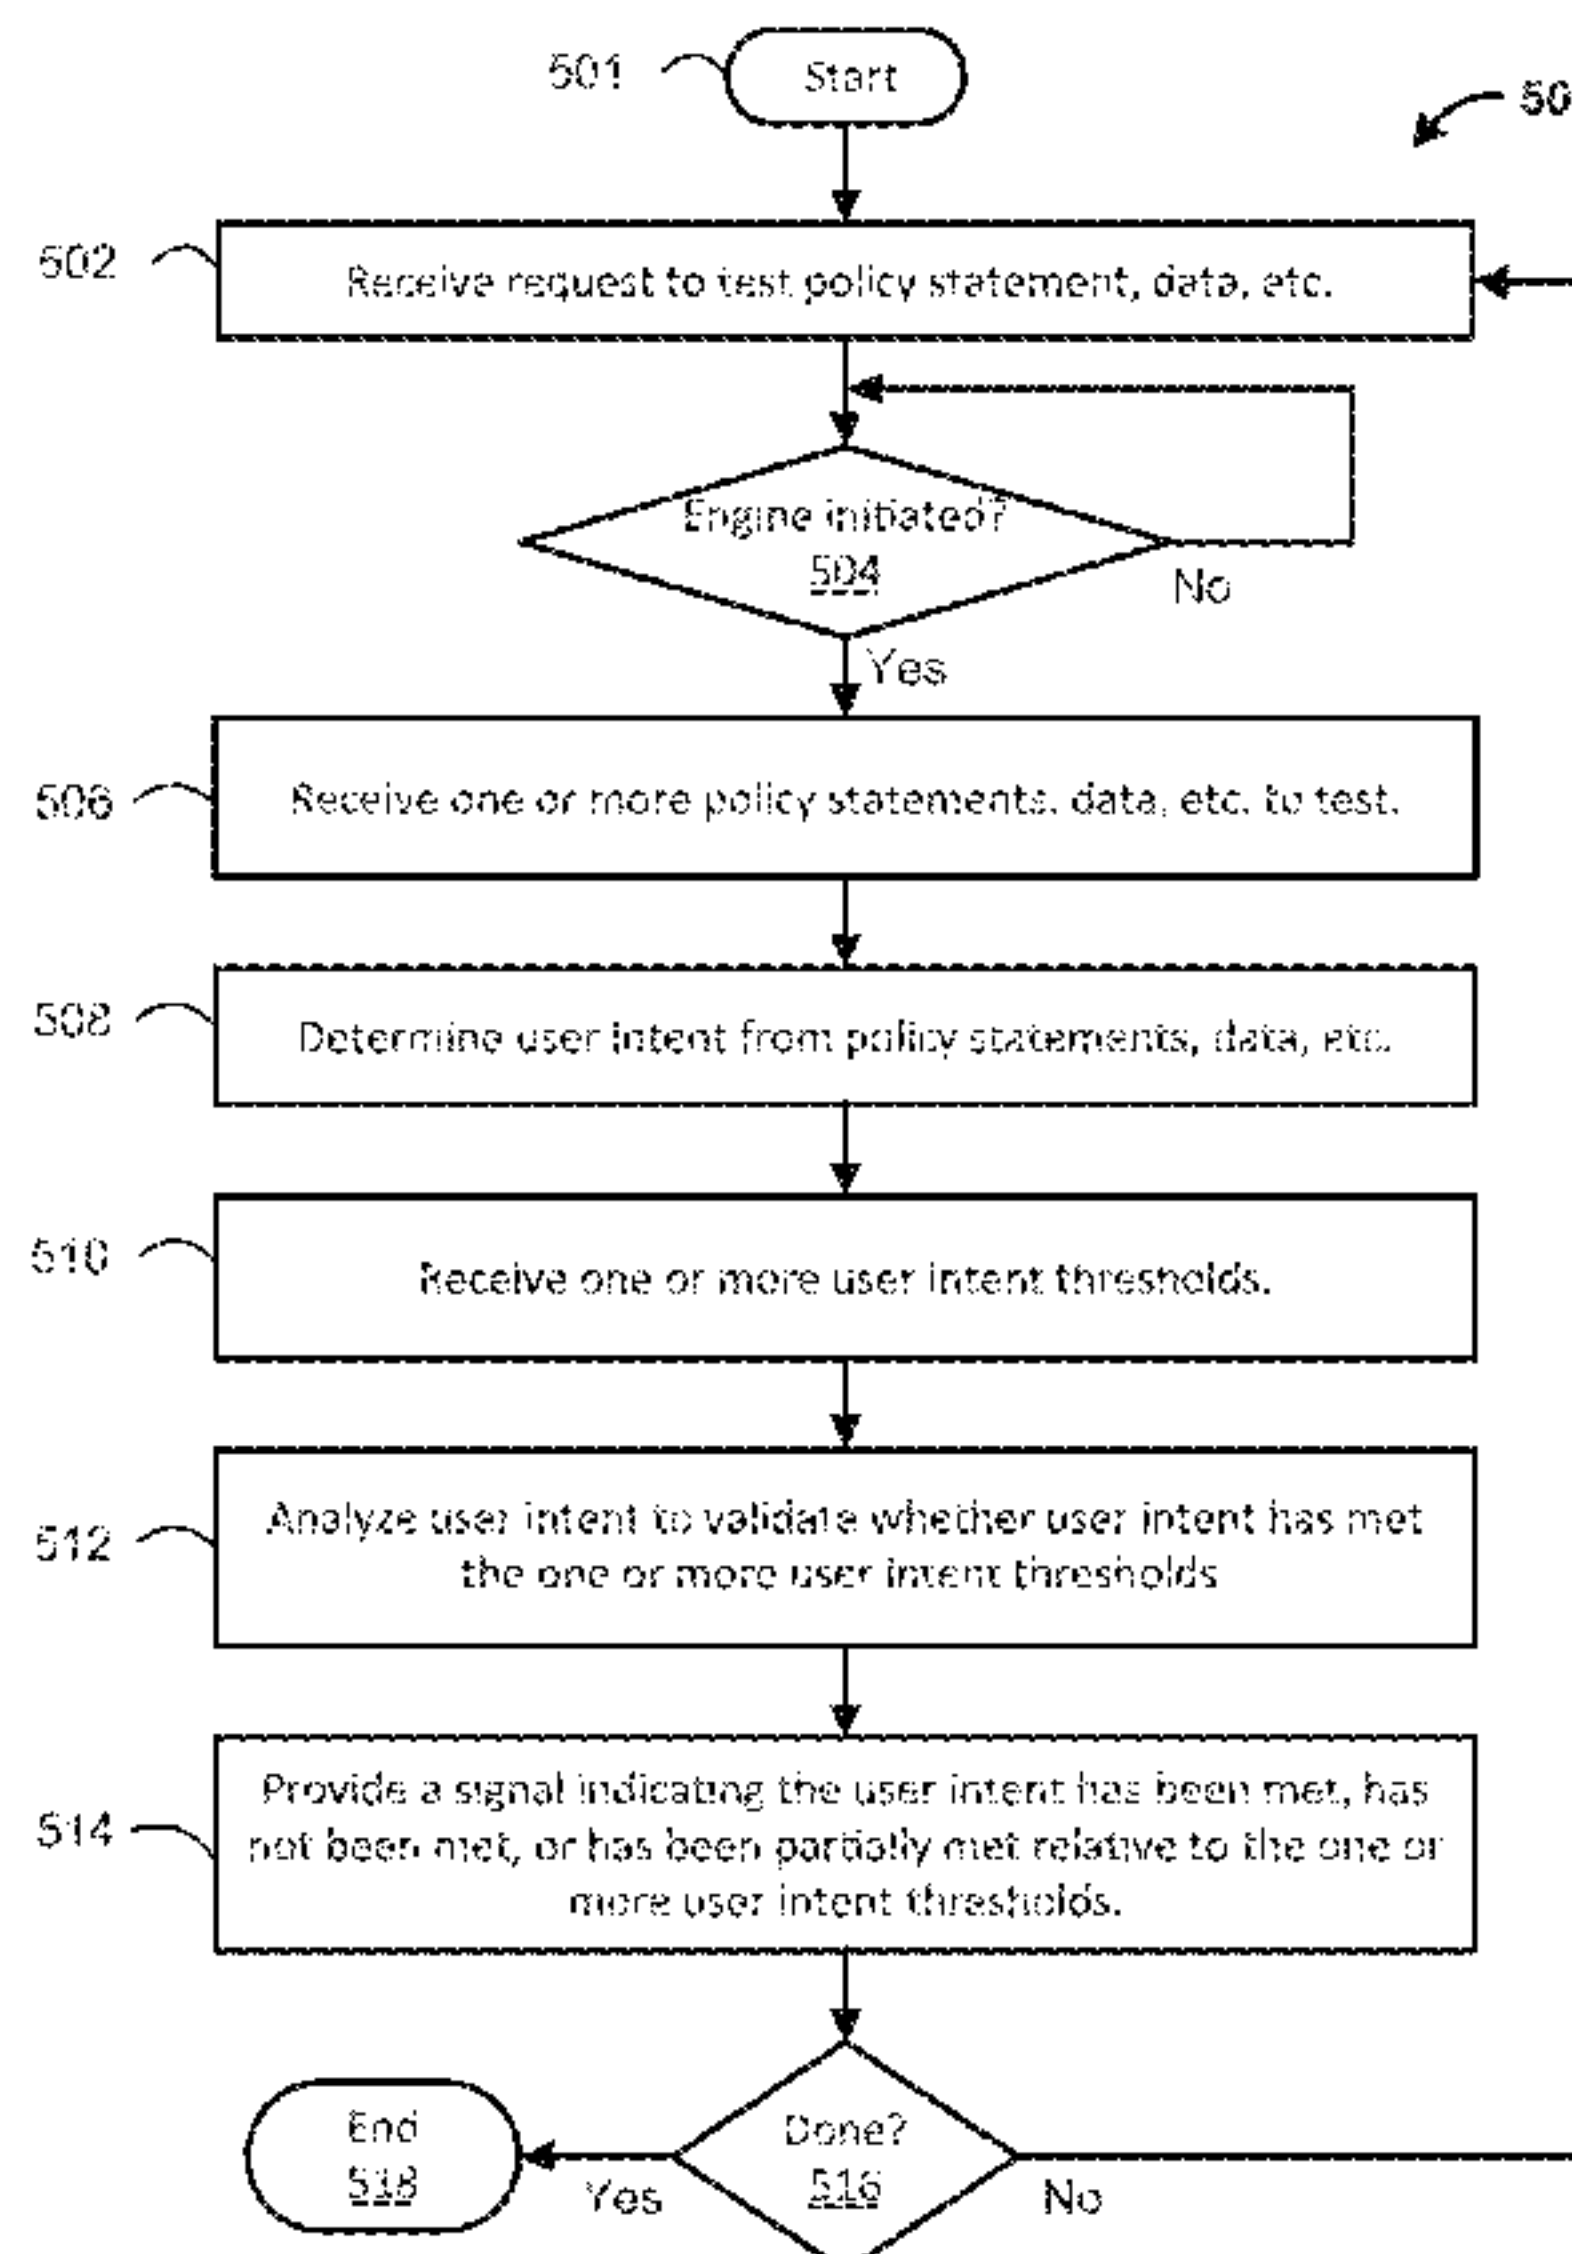 501
Start
50
502
Receive request to test policy statement, data, etc.
Engine initiated?
504
No
Yes
506
Receive one or more policy statements, data, etc. to test.
508
Determine user intent from policy statements, data, etc.
510
Receive one or more user intent thresholds.
512
Analyze user intent to validate whether user intent has met
the one or more user intent thresholds
514
Provide a signal indicating the user intent has been met, has
not been met, or has been partially met relative to the one or
more user intent thresholds.
End
518
Yes
Done?
516
No